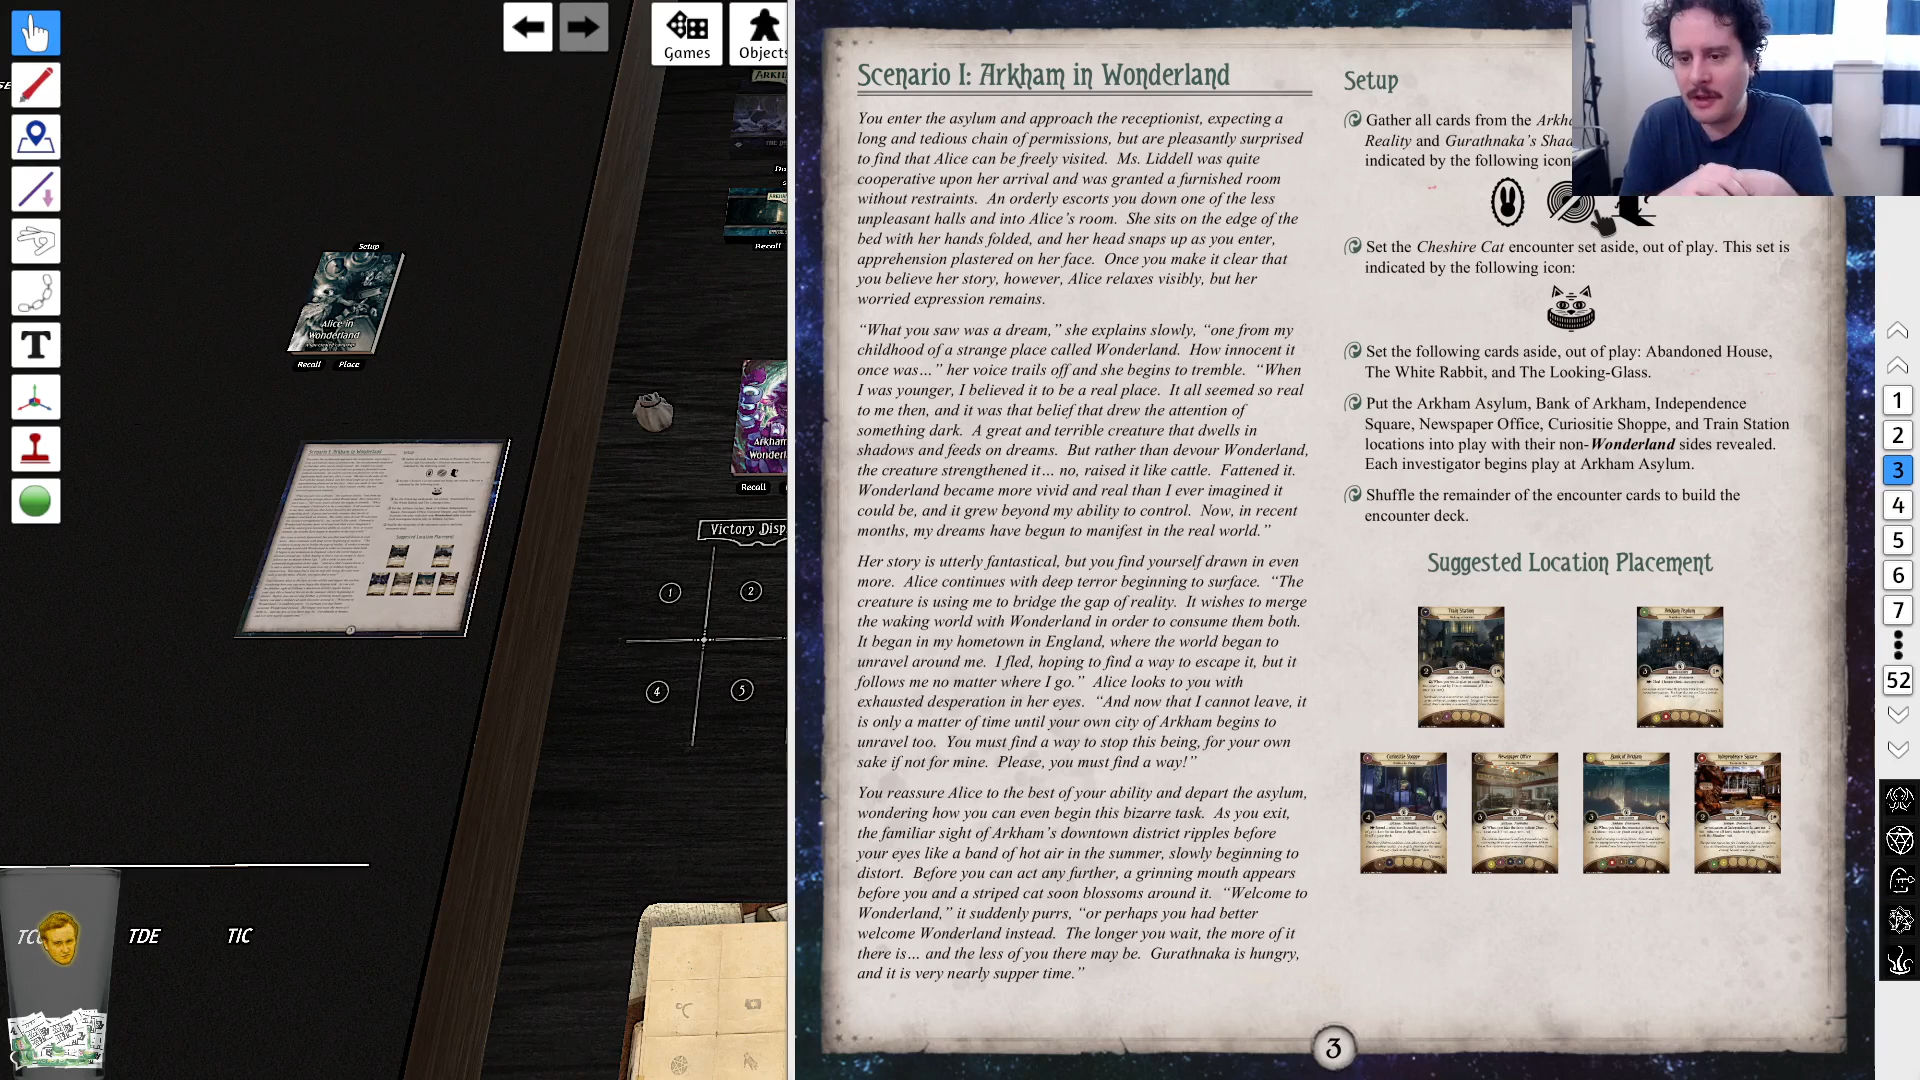 Games
Objects
Setup
Alice in
Wonderland
Recall
Place
Recall
Arkham
Wonderl
Recall
Victory Disp
1
2
4
5
TDE
TIC
Scenario I: Arkham in Wonderland
You enter the asylum and approach the receptionist, expecting a
long and tedious chain of permissions, but are pleasantly surprised
to find that Alice can be freely visited. Ms. Liddell was quite
cooperative upon her arrival and was granted a furnished room
without restraints. An orderly escorts you down one of the less
unpleasant halls and into Alice's room. She sits on the edge of the
bed with her hands folded, and her head snaps up as you enter,
apprehension plastered on her face. Once you make it clear that
you believe her story, however, Alice relaxes visibly, but her
worried expression remains.
“What you saw was a dream,” she explains slowly, “one from my
childhood of a strange place called Wonderland. How innocent it
once was…” her voice trails off and she begins to tremble. “When
I was younger, I believed it to be a real place. It all seemed so real
to me then, and it was that belief that drew the attention of
something dark. A great and terrible creature that dwells in
shadows and feeds on dreams. But rather than devour Wonderland,
the creature strengthened it… no, raised it like cattle. Fattened it.
Wonderland became more vivid and real than I ever imagined it
could be, and it grew beyond my ability to control. Now, in recent
months, my dreams have begun to manifest in the real world.”
Her story is utterly fantastical, but you find yourself drawn in even
more. Alice continues with deep terror beginning to surface. “The
creature is using me to bridge the gap of reality. It wishes to merge
the waking world with Wonderland in order to consume them both.
It began in my hometown in England, where the world began to
unravel around me. I fled, hoping to find a way to escape it, but it
follows me no matter where I go.” Alice looks to you with
exhausted desperation in her eyes. “And now that I cannot leave, it
is only a matter of time until your own city of Arkham begins to
unravel too. You must find a way to stop this being, for your own
sake if not for mine. Please, you must find a way!”
You reassure Alice to the best of your ability and depart the asylum,
wondering how you can even begin this bizarre task. As you exit,
the familiar sight of Arkham's downtown district ripples before
your eyes like a band of hot air in the summer, slowly beginning to
distort. Before you can act any further, a grinning mouth appears
before you and a striped cat soon blossoms around it. “Welcome to
Wonderland,” it suddenly purrs, “or perhaps you had better
welcome Wonderland instead. The longer you wait, the more of it
there is… and the less of you there may be. Gurathnaka is hungry,
and it is very nearly supper time.”
Setup
Gather all cards from the Arkh
Reality and Gurathnaka's Shad
indicated by the following icon
Set the Cheshire Cat encounter set aside, out of play. This set is
indicated by the following icon:
Set the following cards aside, out of play: Abandoned House,
The White Rabbit, and The Looking-Glass.
Put the Arkham Asylum, Bank of Arkham, Independence
Square, Newspaper Office, Curiositie Shoppe, and Train Station
locations into play with their non-Wonderland sides revealed.
Each investigator begins play at Arkham Asylum.
Shuffle the remainder of the encounter cards to build the
encounter deck.
Suggested Location Placement
Train Station
Arkham Asylum
Curiositie Shoppe
Newspaper Office
Bank of Arkham
Independence Square
3
1
2
3
4
5
6
7
52